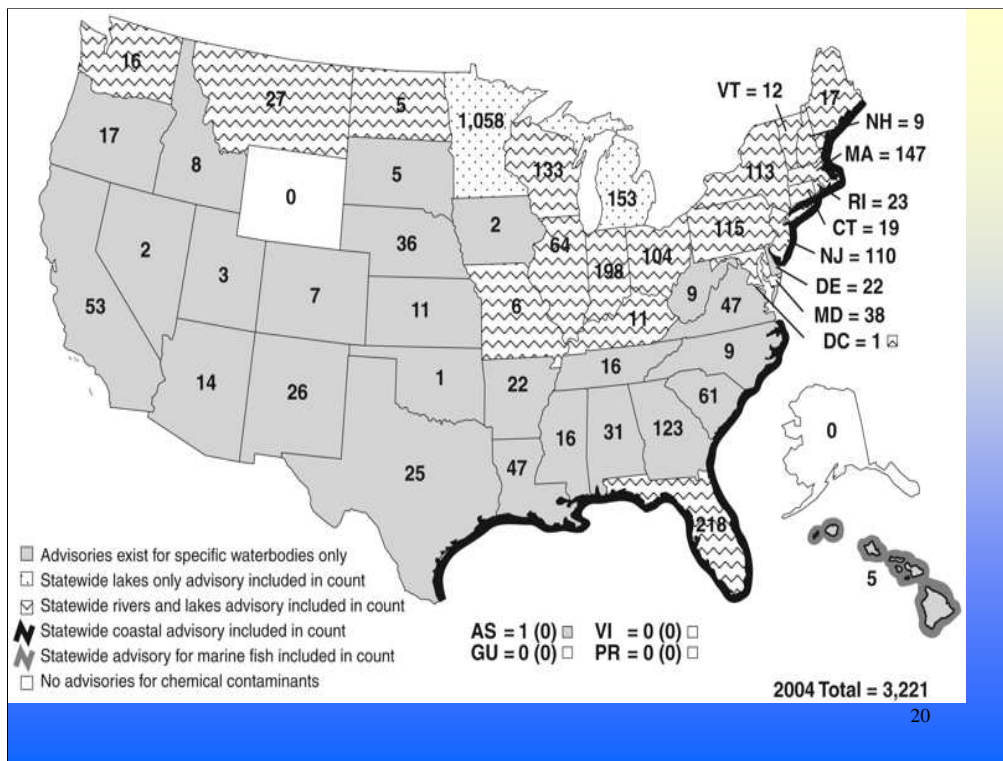 16
27
5
1,058
VT = 12
17
17
NH = 9
8
5
133
113
MA = 147
0
153
RI = 23
2
115
CT = 19
36
64
104
NJ = 110
2
3
198
7
DE = 22
53
9
47
11
6
11
MD = 38
DC = 1
16
9
14
26
1
22
61
0
16
31
123
47
25
218
5
Advisories exist for specific waterbodies only
Statewide lakes only advisory included in count
Statewide rivers and lakes advisory included in count
Statewide coastal advisory included in count
Statewide advisory for marine fish included in count
No advisories for chemical contaminants
AS = 1 (0) VI = 0 (0)
GU = 0 (0) PR = 0 (0)
2004 Total = 3,221
20